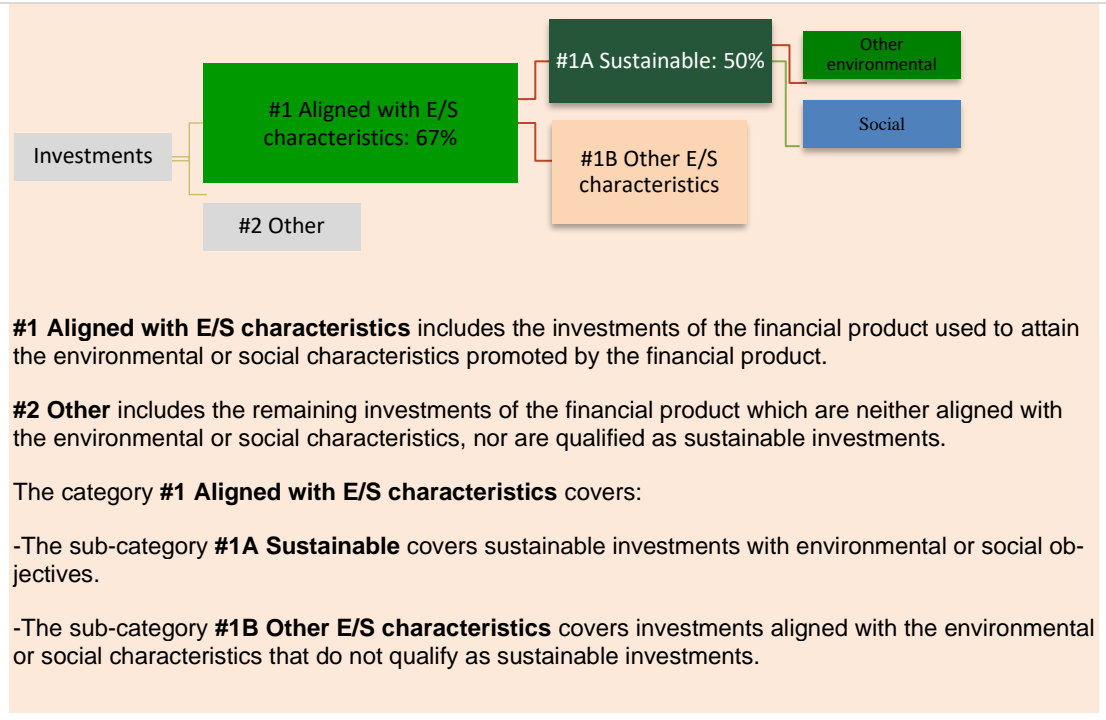 Investments
#1 Aligned with E/S
characteristics: 67%
#2 Other
#1A Sustainable: 50%
#1B Other E/S
characteristics
Other
environmental
Social
#1 Aligned with E/S characteristics includes the investments of the financial product used to attain
the environmental or social characteristics promoted by the financial product.
#2 Other includes the remaining investments of the financial product which are neither aligned with
the environmental or social characteristics, nor are qualified as sustainable investments.
The category #1 Aligned with E/S characteristics covers:
-The sub-category #1A Sustainable covers sustainable investments with environmental or social ob-
jectives.
-The sub-category #1B Other E/S characteristics covers investments aligned with the environmental
or social characteristics that do not qualify as sustainable investments.